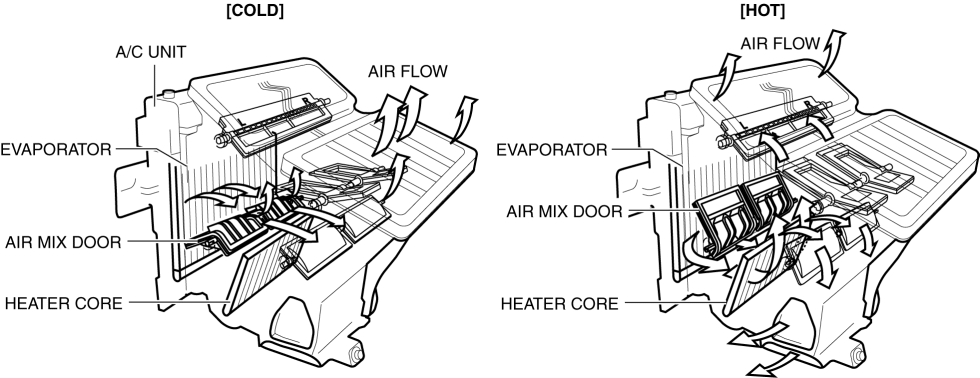 [COLD]
A/C UNIT
AIR FLOW
EVAPORATOR
AIR MIX DOOR
HEATER CORE
[HOT]
AIR FLOW
EVAPORATOR
AIR MIX DOOR
HEATER CORE